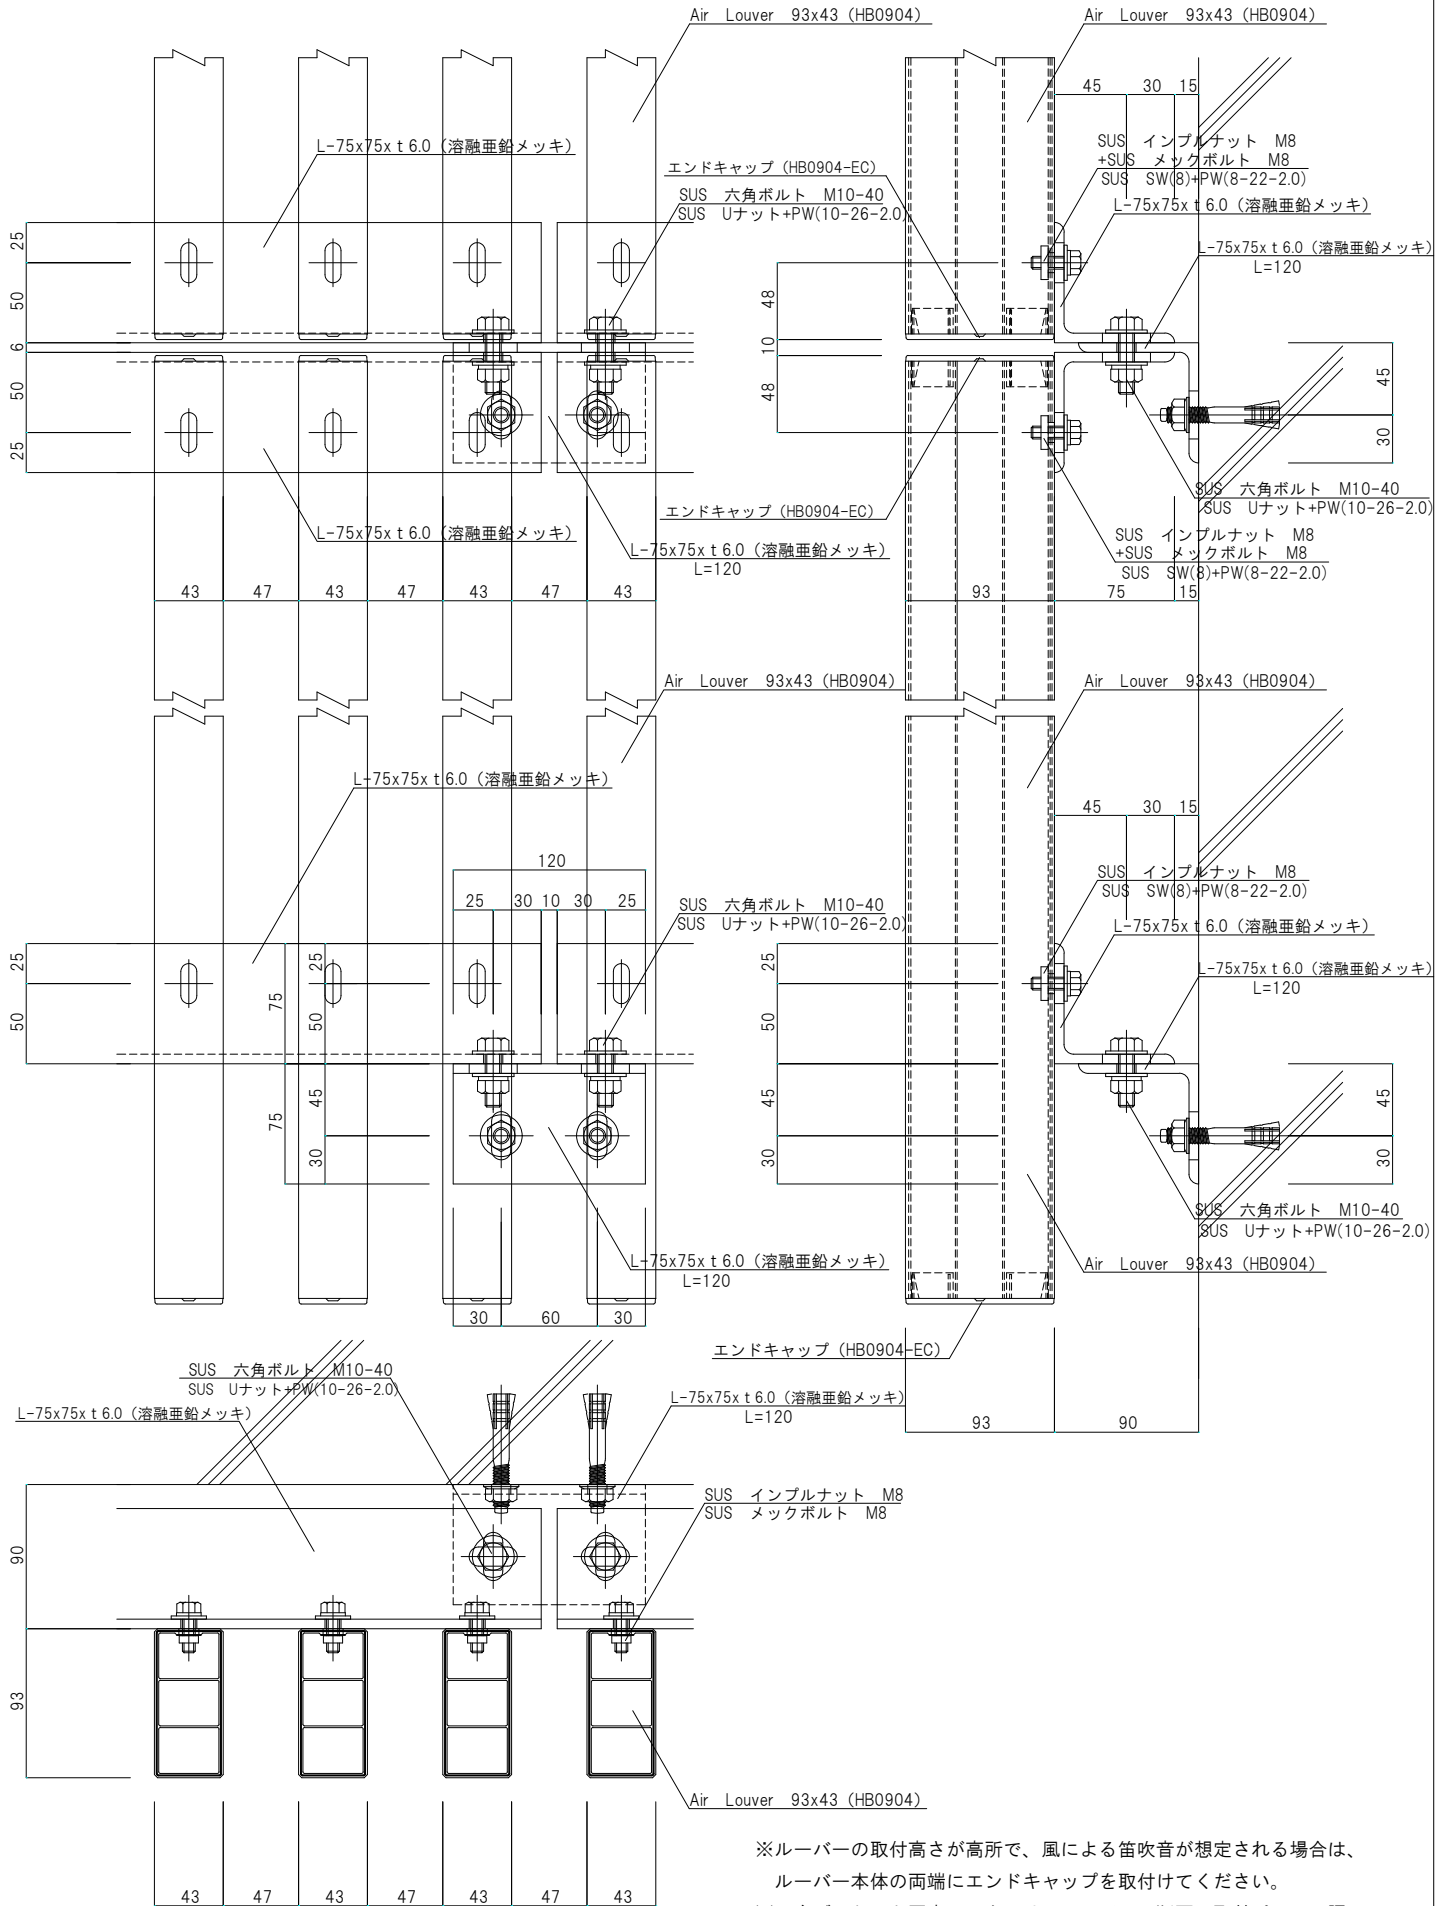 Air Louver 93x43 (HB0904)
Air Louver 93x43 (HB0904)
45 30 15
L-75x75xt6.0 (溶融亜鉛メッキ)
SUS インプルナット M8
+SUS メックボルト M8
SUS SW(8)+PW(8-22-2.0)
エンドキャップ (HB0904-EC)
SUS 六角ボルト M10-40
SUS Uナット+PW(10-26-2.0)
L-75x75xt6.0 (溶融亜鉛メッキ)
L-75x75xt6.0 (溶融亜鉛メッキ)
L=120
25
50
6
50
25
48
10
48
45
30
エンドキャップ (HB0904-EC)
SUS 六角ボルト M10-40
SUS Uナット+PW(10-26-2.0)
L-75x75xt6.0 (溶融亜鉛メッキ)
L-75x75xt6.0 (溶融亜鉛メッキ)
L=120
SUS インプルナット M8
+SUS メックボルト M8
SUS SW(8)+PW(8-22-2.0)
43 47 43 47 43 47 43
93 75 15
Air Louver 93x43 (HB0904)
Air Louver 93x43 (HB0904)
L-75x75xt6.0 (溶融亜鉛メッキ)
45 30 15
120
25 30 10 30 25
SUS インプルナット M8
SUS SW(8)+PW(8-22-2.0)
SUS 六角ボルト M10-40
SUS Uナット+PW(10-26-2.0)
L-75x75xt6.0 (溶融亜鉛メッキ)
L-75x75xt6.0 (溶融亜鉛メッキ)
L=120
25
50
75
75
25
50
45
30
25
50
45
30
45
30
SUS 六角ボルト M10-40
SUS Uナット+PW(10-26-2.0)
L-75x75xt6.0 (溶融亜鉛メッキ)
L=120
Air Louver 93x43 (HB0904)
30 60 30
エンドキャップ (HB0904-EC)
SUS 六角ボルト M10-40
SUS Uナット+PW(10-26-2.0)
L-75x75xt6.0 (溶融亜鉛メッキ)
L-75x75xt6.0 (溶融亜鉛メッキ)
L=120
93 90
SUS インプルナット M8
SUS メックボルト M8
90
93
Air Louver 93x43 (HB0904)
※ルーバーの取付高さが高所で、風による笛吹音が想定される場合は、
ルーバー本体の両端にエンドキャップを取付けてください。
43 47 43 47 43 47 43